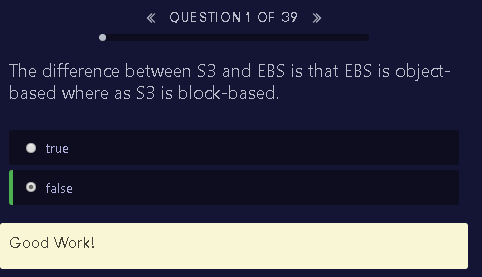 « QUESTION 1 OF 39 »
The difference between S3 and EBS is that EBS is object-
based where as S3 is block-based.
true
false
Good Work!